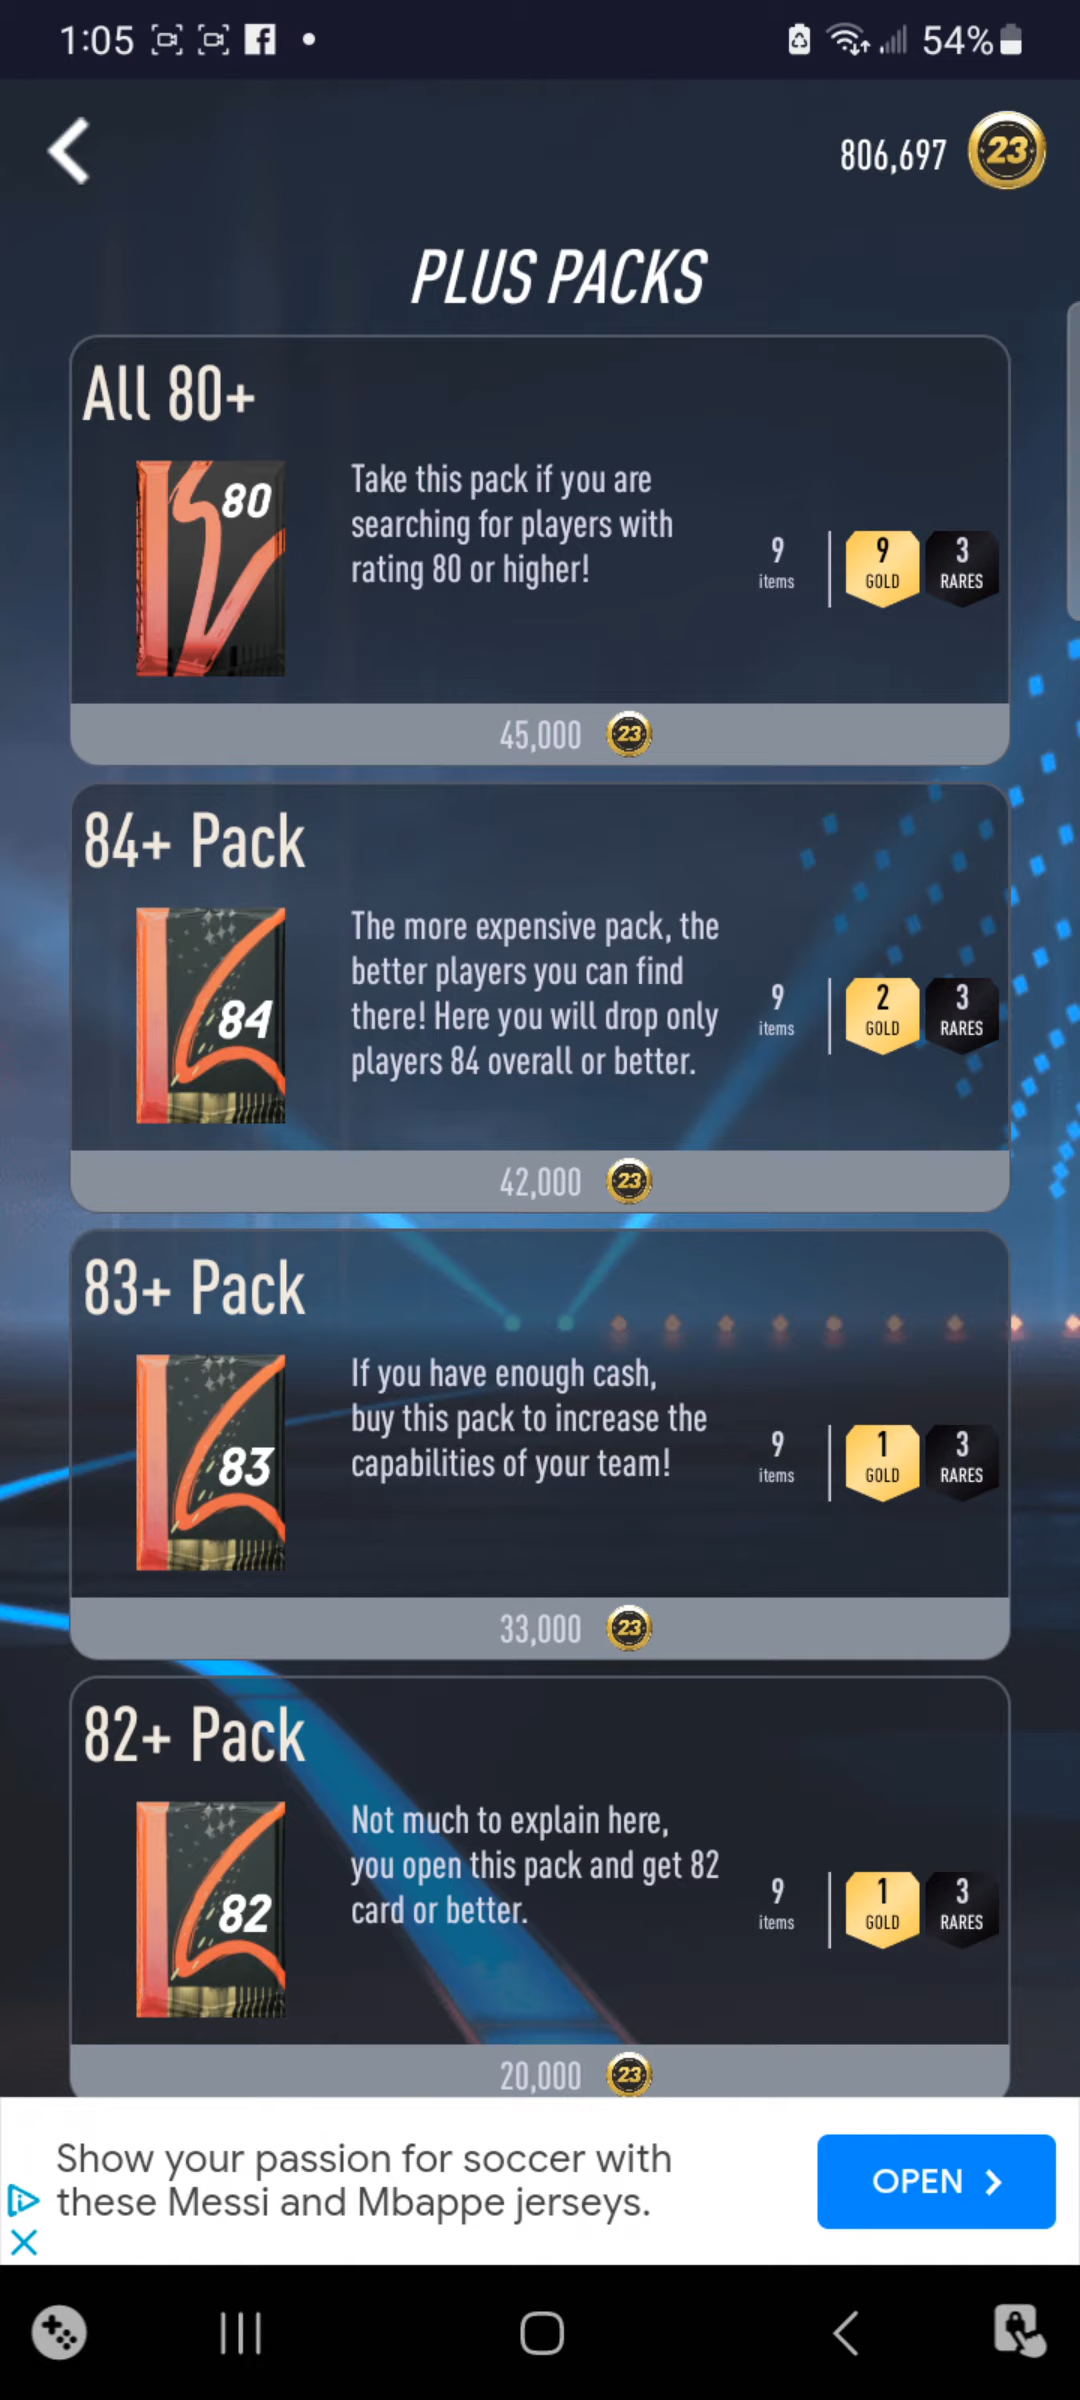 1:05
54%
806,697 23
PLUS PACKS
All 80+
80
Take this pack if you are
searching for players with
rating 80 or higher!
9
items
9
GOLD
3
RARES
45,000 23
84+ Pack
84
The more expensive pack, the
better players you can find
there! Here you will drop only
players 84 overall or better.
9
items
2
GOLD
3
RARES
42,000 23
83+ Pack
83
If you have enough cash,
buy this pack to increase the
capabilities of your team!
9
items
1
GOLD
3
RARES
33,000 23
82+ Pack
82
Not much to explain here,
you open this pack and get 82
card or better.
9
items
1
GOLD
3
RARES
20,000 23
Show your passion for soccer with
these Messi and Mbappe jerseys.
OPEN